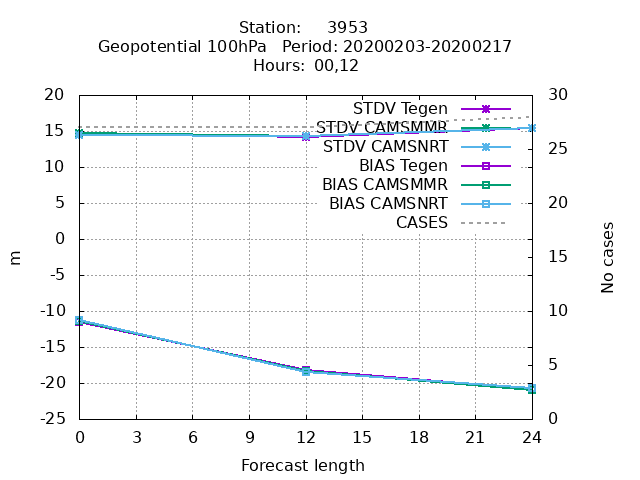 Station: 3953
Geopotential 100hPa Period: 20200203-20200217
Hours: 00,12
20
15
10
5
0
-5
-10
-15
-20
-25
m
30
25
20
15
10
5
0
No cases
STDV Tegen
STDV CAMSMMR
STDV CAMSNRT
BIAS Tegen
BIAS CAMSMMR
BIAS CAMSNRT
CASES
0 3 6 9 12 15 18 21 24
Forecast length